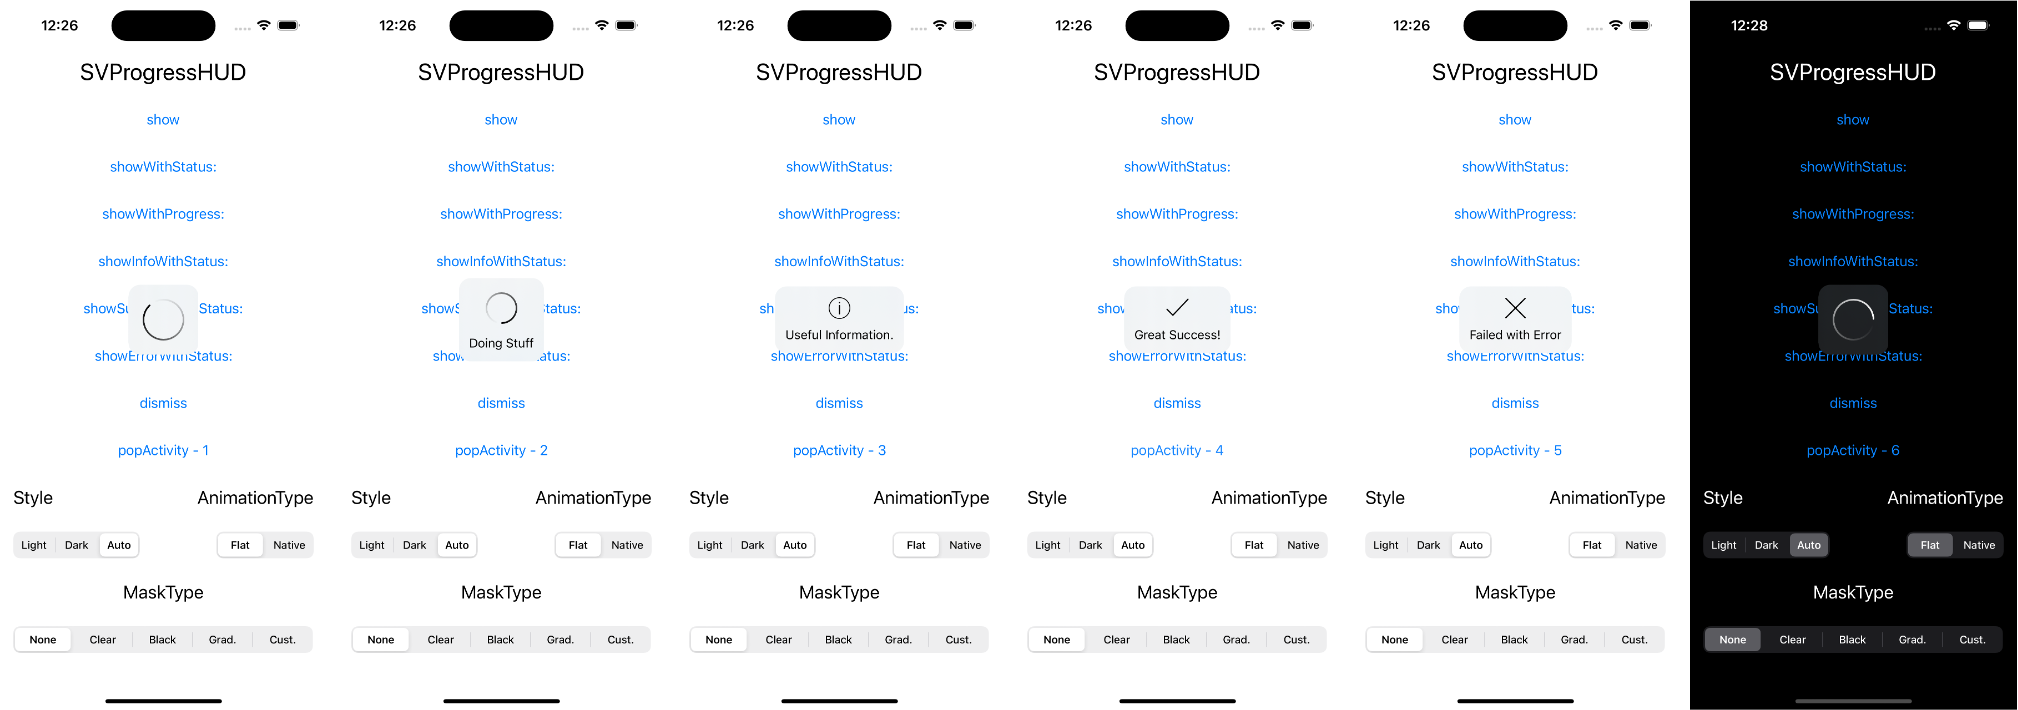 12:26
SVProgressHUD
show
showWithStatus:
showWithProgress:
showInfoWithStatus:
showSu Status:
showErrorWithStatus:
dismiss
popActivity - 1
Style AnimationType
Light Dark Auto Flat Native
MaskType
None Clear Black Grad. Cust.
12:26
SVProgressHUD
show
showWithStatus:
showWithProgress:
showInfoWithStatus:
showS Status:
Doing Stuff
show WithStatus:
dismiss
popActivity - 2
Style AnimationType
Light Dark Auto Flat Native
MaskType
None Clear Black Grad. Cust.
12:26
SVProgressHUD
show
showWithStatus:
showWithProgress:
showInfoWithStatus:
show Status:
Useful Information.
showErrorWithStatus:
dismiss
popActivity - 3
Style AnimationType
Light Dark Auto Flat Native
MaskType
None Clear Black Grad. Cust.
12:26
SVProgressHUD
show
showWithStatus:
showWithProgress:
showInfoWithStatus:
showSu Status:
Great Success!
showErrorWithStatus:
dismiss
popActivity - 4
Style AnimationType
Light Dark Auto Flat Native
MaskType
None Clear Black Grad. Cust.
12:26
SVProgressHUD
show
showWithStatus:
showWithProgress:
showInfoWithStatus:
showS Status:
Failed with Error
showErrorWithStatus:
dismiss
popActivity - 5
Style AnimationType
Light Dark Auto Flat Native
MaskType
None Clear Black Grad. Cust.
12:28
SVProgressHUD
show
showWithStatus:
showWithProgress:
showInfoWithStatus:
showSu Status:
showErrorWithStatus:
dismiss
popActivity - 6
Style AnimationType
Light Dark Auto Flat Native
MaskType
None Clear Black Grad. Cust.